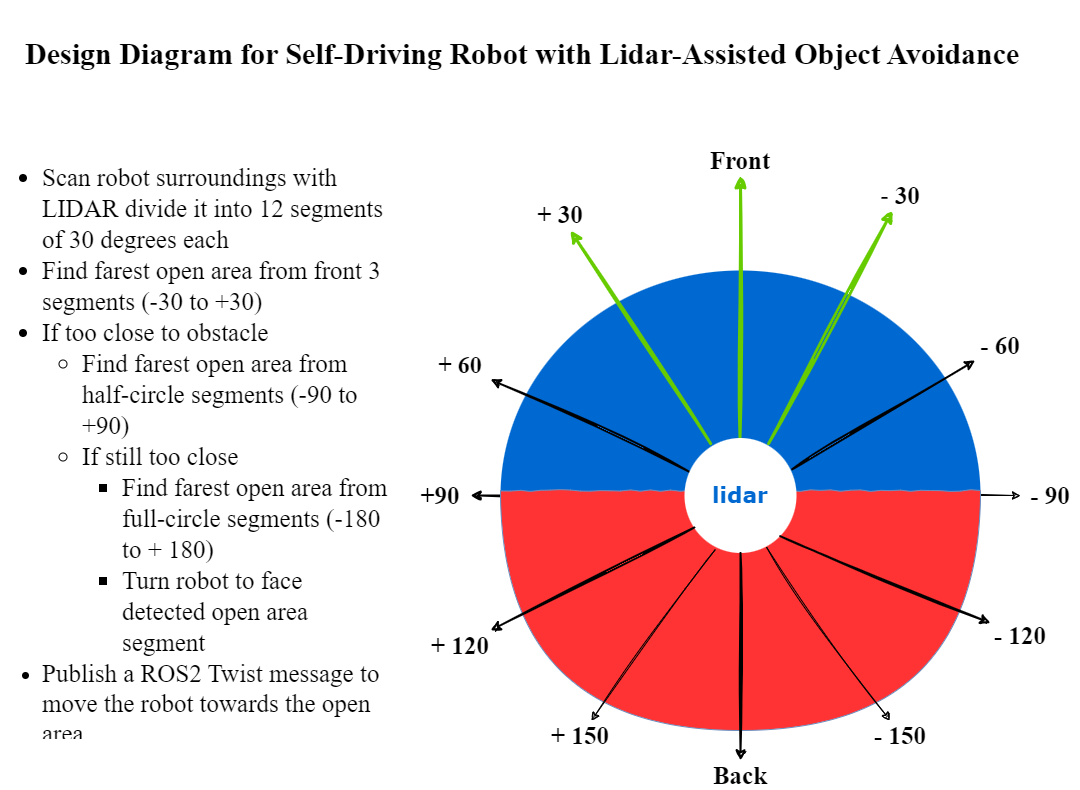 Design Diagram for Self-Driving Robot with Lidar-Assisted Object Avoidance
Scan robot surroundings with
LIDAR divide it into 12 segments
of 30 degrees each
Find farest open area from front 3
segments (-30 to +30)
If too close to obstacle
Find farest open area from
half-circle segments (-90 to
+90)
If still too close
Find farest open area from
full-circle segments (-180
to + 180)
Turn robot to face
detected open area
segment
Publish a ROS2 Twist message to
move the robot towards the open
area
Front
+ 30
- 30
+ 60
- 60
+90
lidar
- 90
+ 120
- 120
+ 150
- 150
Back